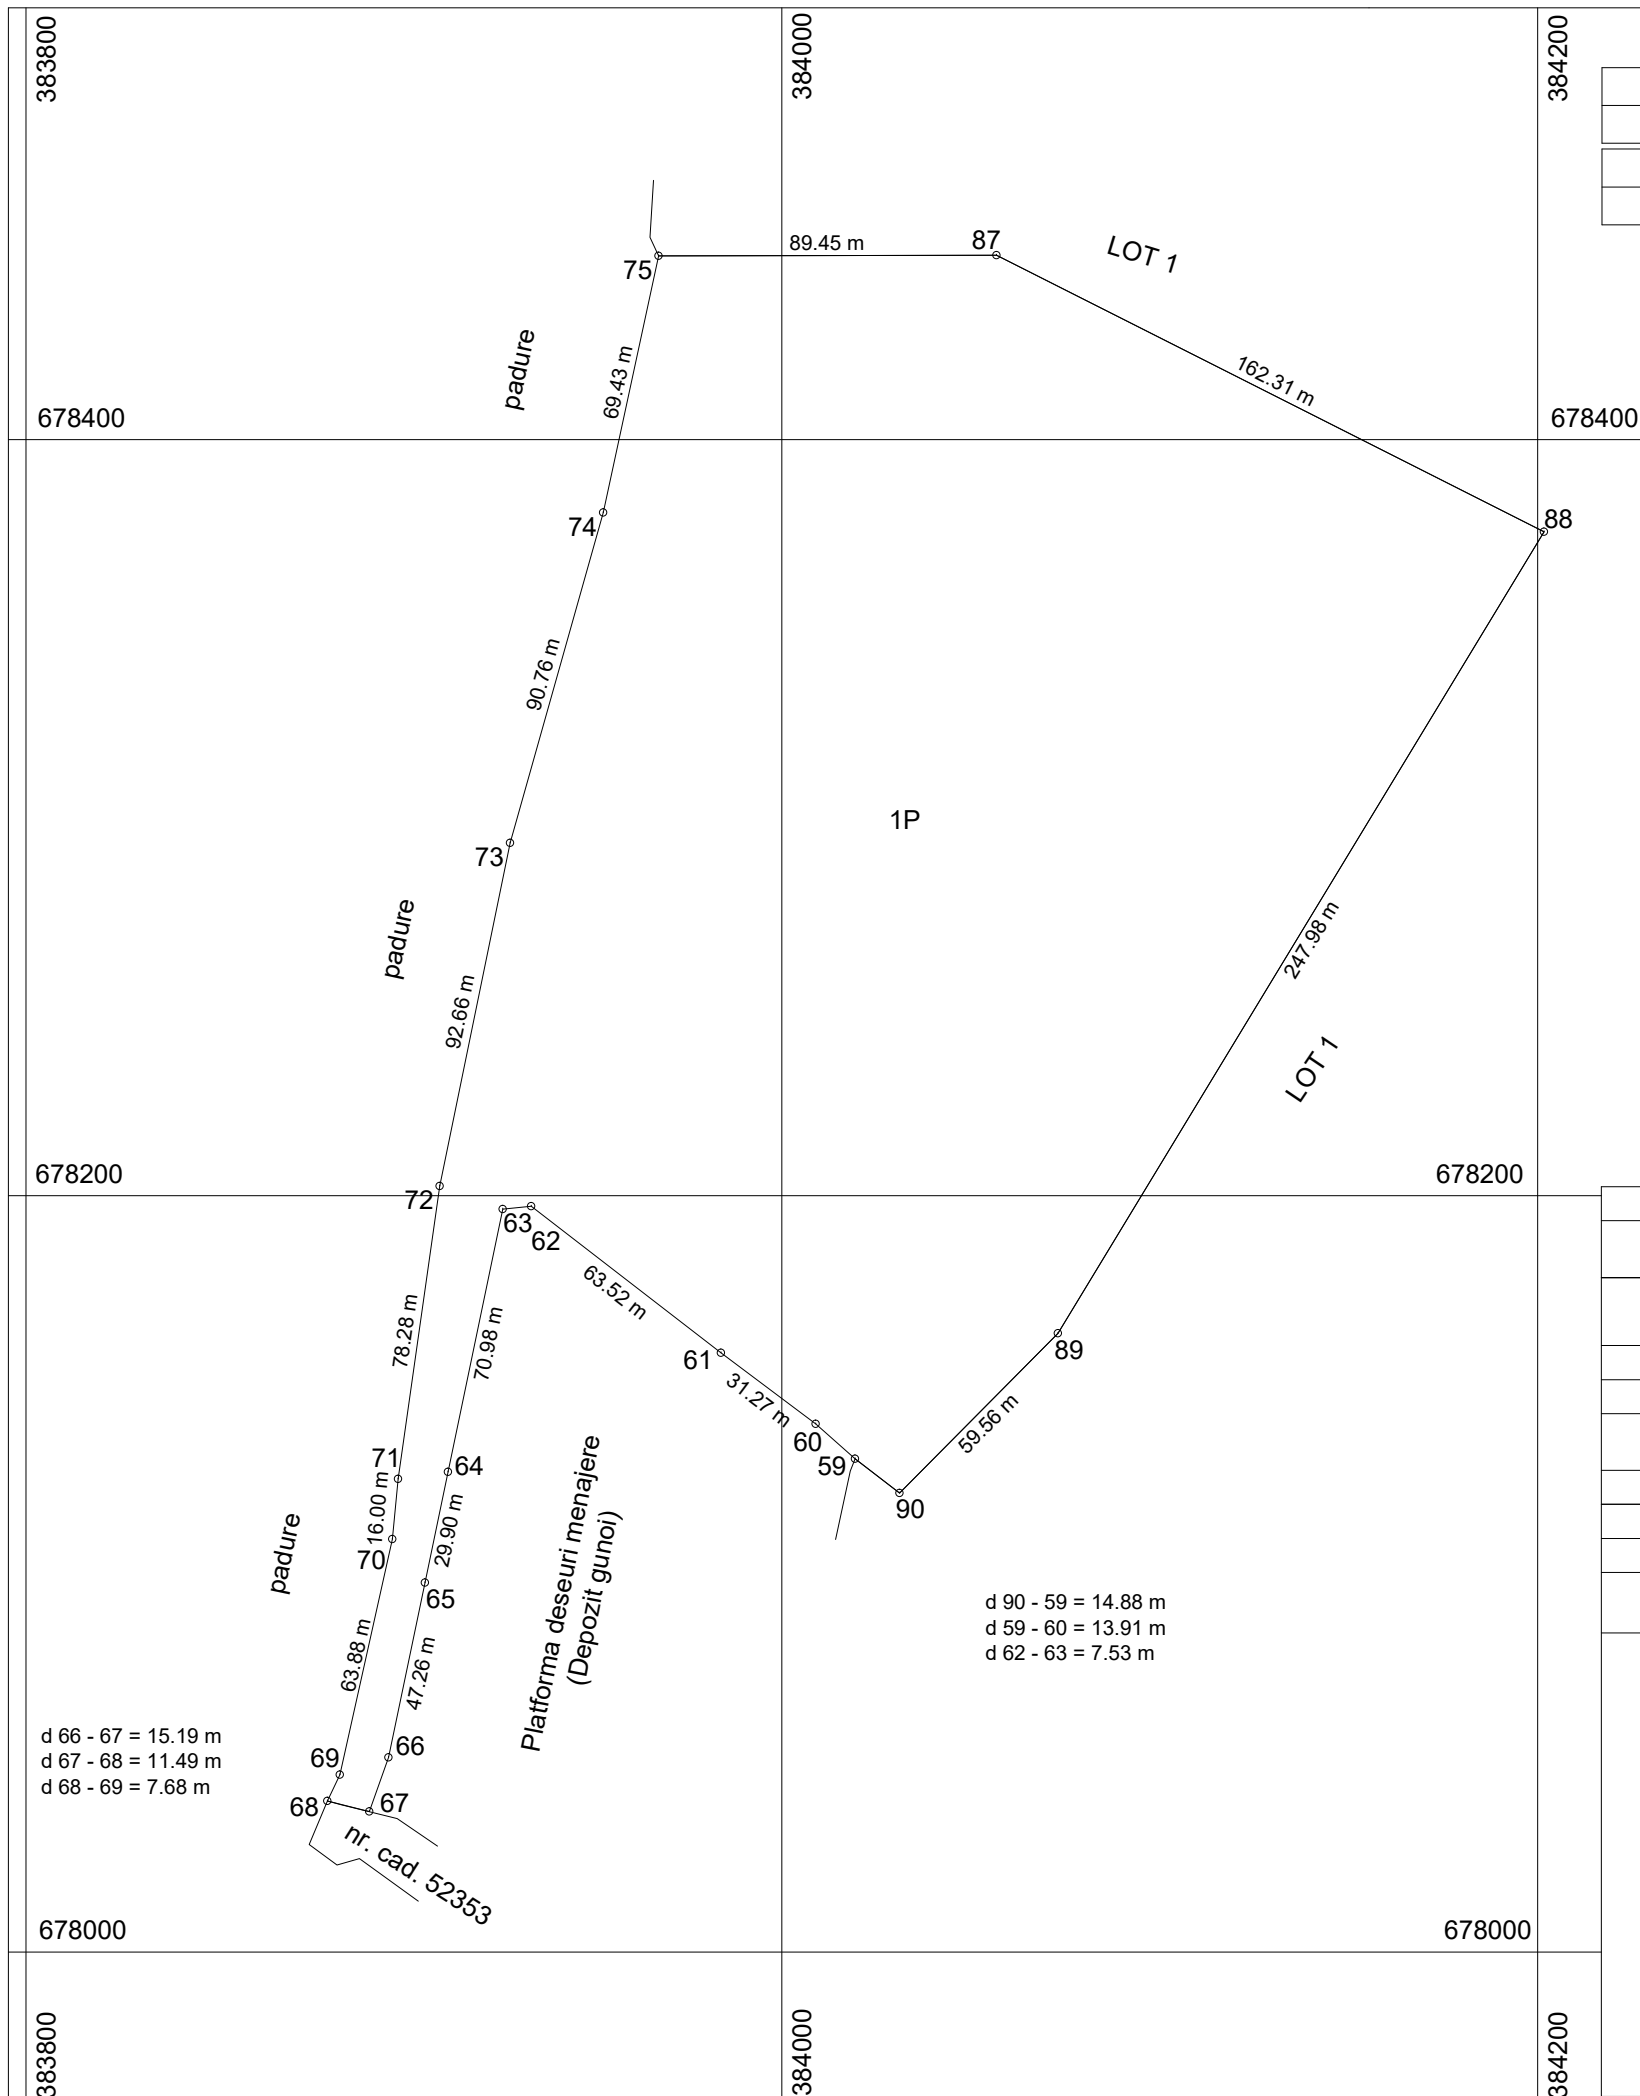 383800
384000
384200
89.45 m
87
LOT 1
75
padure
69.43 m
162.31 m
678400
678400
74
88
90.76 m
1P
73
padure
247.98 m
92.66 m
LOT 1
678200
678200
72
63
62
63.52 m
78.28 m
70.98 m
61
89
31.27 m
60
59.56 m
71
64
59
90
16.00 m
29.90 m
70
padure
65
Platforma deseuri menajere
(Depozit gunoi)
d 90 - 59 = 14.88 m
d 59 - 60 = 13.91 m
d 62 - 63 = 7.53 m
63.88 m
47.26 m
d 66 - 67 = 15.19 m
d 67 - 68 = 11.49 m
d 68 - 69 = 7.68 m
69
66
68
67
nr. cad. 52353
678000
678000
383800
384000
384200